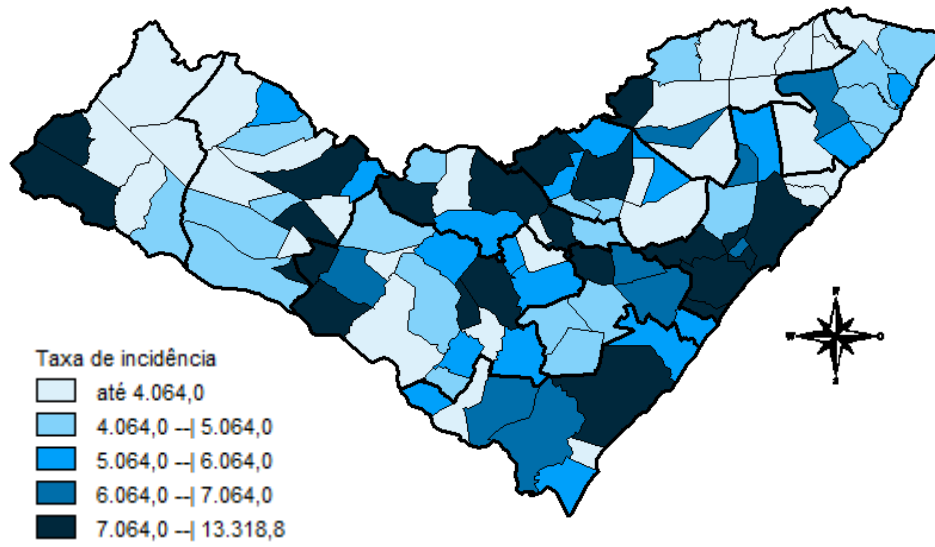 Taxa de incidência
até 4.064,0
4.064,0 --| 5.064,0
5.064,0 --| 6.064,0
6.064,0 --| 7.064,0
7.064,0 --| 13.318,8
N
W
O
S